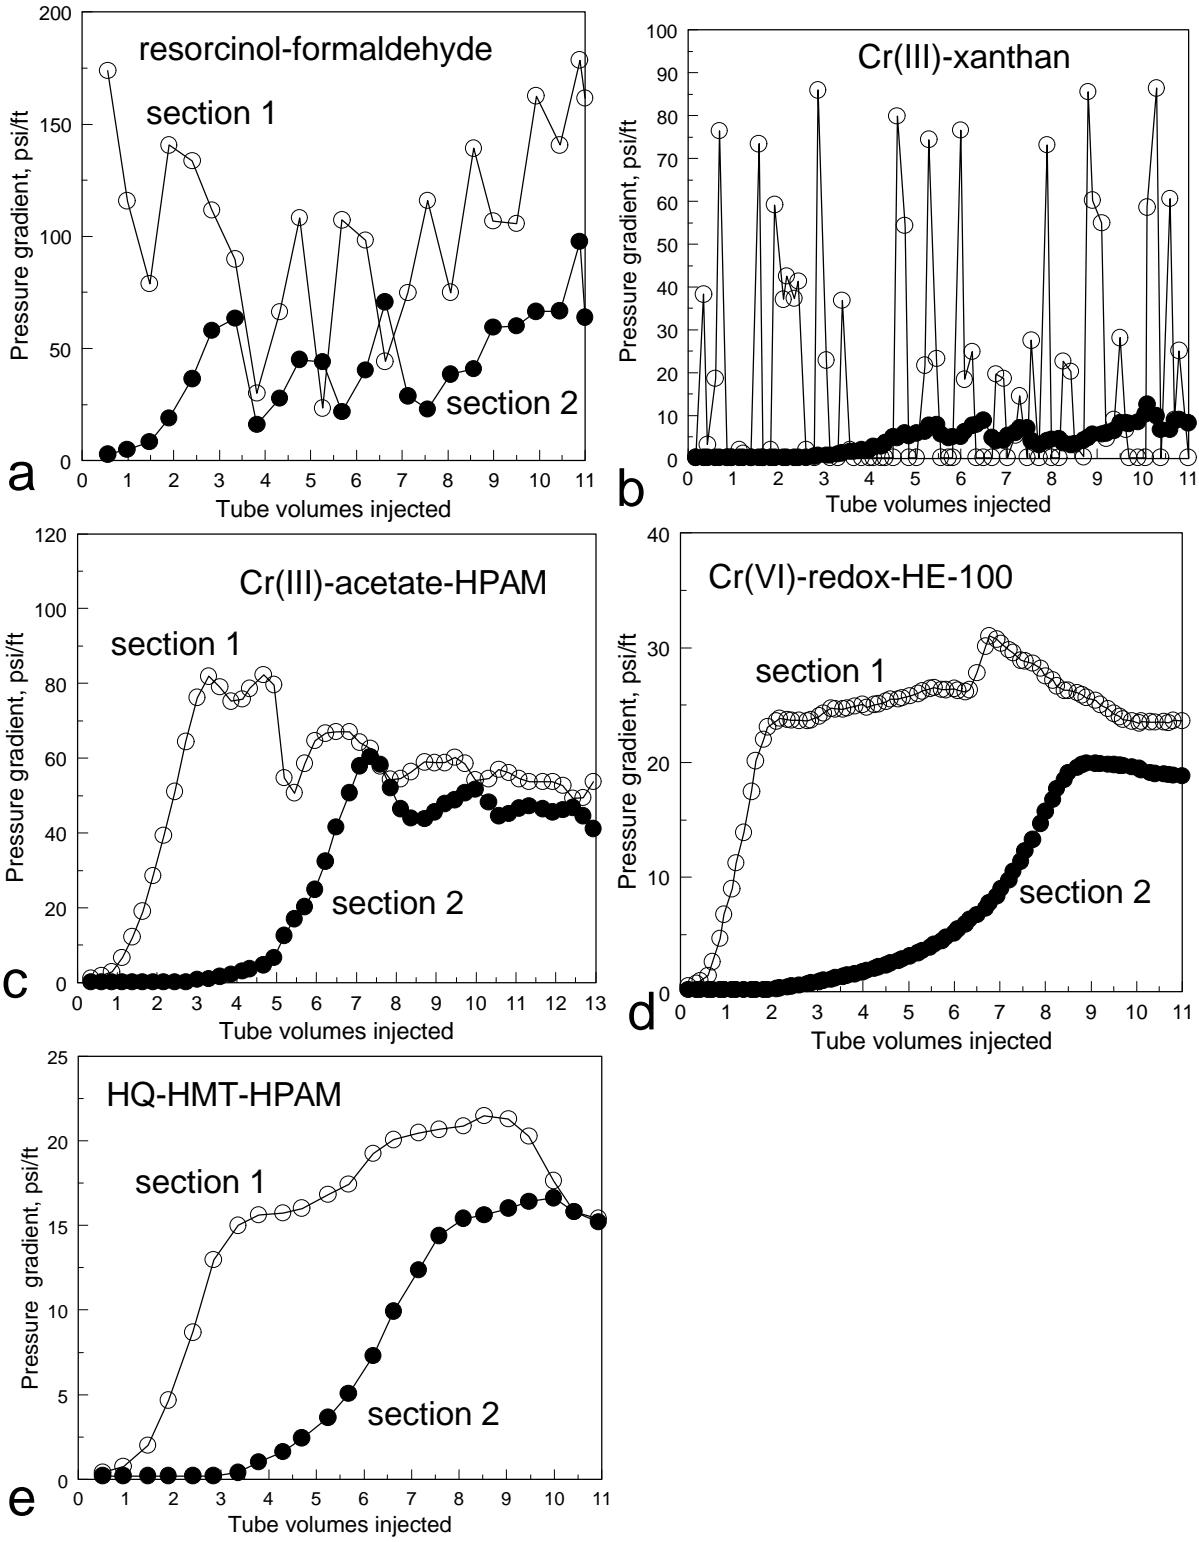 resorcinol-formaldehyde
section 1
section 2
Pressure gradient, psi/ft
200
150
100
50
0
0 1 2 3 4 5 6 7 8 9 10 11
Tube volumes injected
a
Cr(III)-xanthan
Pressure gradient, psi/ft
100
90
80
70
60
50
40
30
20
10
0
0 1 2 3 4 5 6 7 8 9 10 11
Tube volumes injected
b
Cr(III)-acetate-HPAM
section 1
section 2
Pressure gradient, psi/ft
120
100
80
60
40
20
0
0 1 2 3 4 5 6 7 8 9 10 11 12 13
Tube volumes injected
c
Cr(VI)-redox-HE-100
section 1
section 2
Pressure gradient, psi/ft
40
30
20
10
0
0 1 2 3 4 5 6 7 8 9 10 11
Tube volumes injected
d
HQ-HMT-HPAM
section 1
section 2
Pressure gradient, psi/ft
25
20
15
10
5
0
0 1 2 3 4 5 6 7 8 9 10 11
Tube volumes injected
e